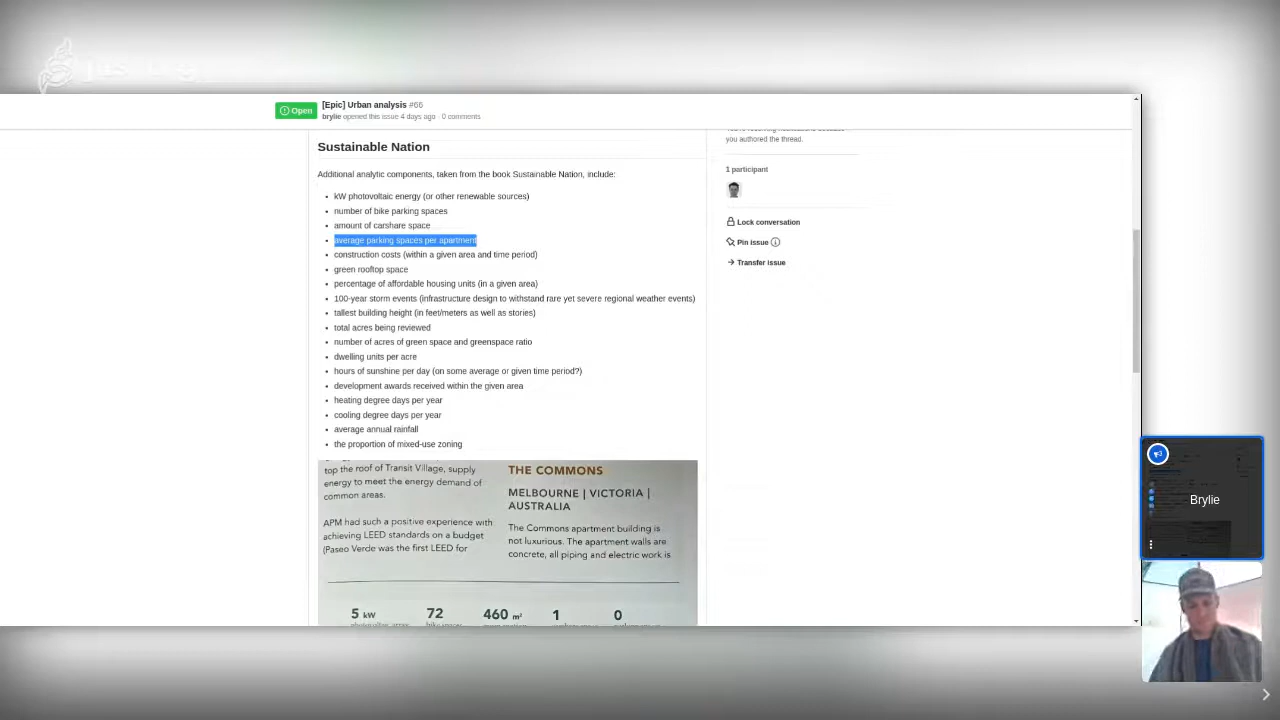 Open
[Epic] Urban analysis #66
brylie opened this issue 4 days ago · 0 comments
Sustainable Nation
Additional analytic components, taken from the book Sustainable Nation, include:
kW photovoltaic energy (or other renewable sources)
number of bike parking spaces
amount of carshare space
average parking spaces per apartment
construction costs (within a given area and time period)
green rooftop space
percentage of affordable housing units (in a given area)
100-year storm events (infrastructure design to withstand rare yet severe regional weather events)
tallest building height (in feet/meters as well as stories)
total acres being reviewed
number of acres of green space and greenspace ratio
dwelling units per acre
hours of sunshine per day (on some average or given time period?)
development awards received within the given area
heating degree days per year
cooling degree days per year
average annual rainfall
the proportion of mixed-use zoning
top the roof of Transit Village, supply
energy to meet the energy demand of
common areas.
APM had such a positive experience with
achieving LEED standards on a budget
(Paseo Verde was the first LEED for
THE COMMONS
MELBOURNE | VICTORIA |
AUSTRALIA
The Commons apartment building is
not luxurious. The apartment walls are
concrete, all piping and electric work is
5 kW
72
460 m²
1
0
you authored the thread.
1 participant
Lock conversation
Pin issue
Transfer issue
Brylie